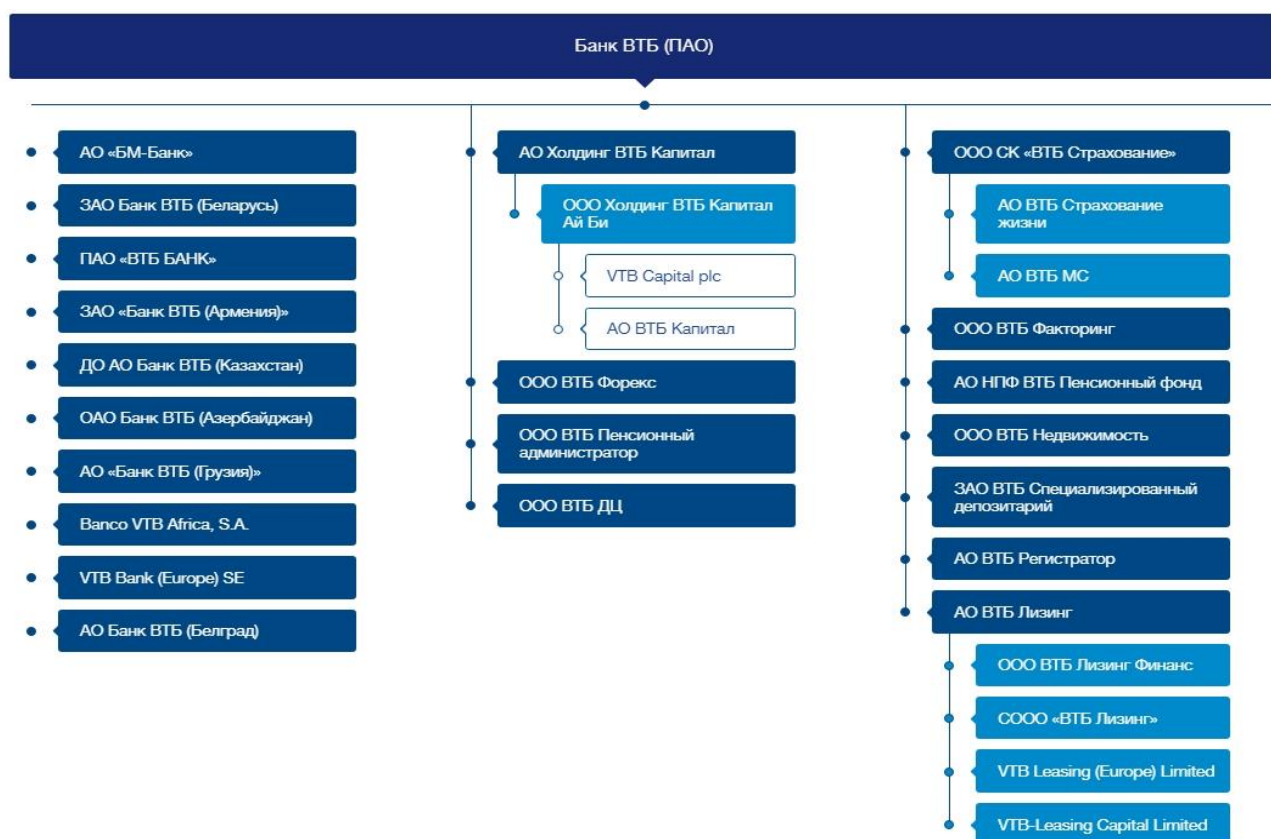 Банк ВТБ (ПАО)
АО «БМ-Банк»
ЗАО Банк ВТБ (Беларусь)
ПАО «ВТБ БАНК»
ЗАО «Банк ВТБ (Армения)»
ДО АО Банк ВТБ (Казахстан)
ОАО Банк ВТБ (Азербайджан)
АО «Банк ВТБ (Грузия)»
Banco VTB Africa, S.A.
VTB Bank (Europe) SE
АО Банк ВТБ (Белград)
АО Холдинг ВТБ Капитал
ООО Холдинг ВТБ Капитал
Ай Би
VTB Capital plc
АО ВТБ Капитал
ООО ВТБ Форекс
ООО ВТБ Пенсионный
администратор
ООО ВТБ ДЦ
ООО СК «ВТБ Страхование»
АО ВТБ Страхование
жизни
АО ВТБ МС
ООО ВТБ Факторинг
АО НПФ ВТБ Пенсионный фонд
ООО ВТБ Недвижимость
ЗАО ВТБ Специализированный
депозитарий
АО ВТБ Регистратор
АО ВТБ Лизинг
ООО ВТБ Лизинг Финанс
СООО «ВТБ Лизинг»
VTB Leasing (Europe) Limited
VTB-Leasing Capital Limited